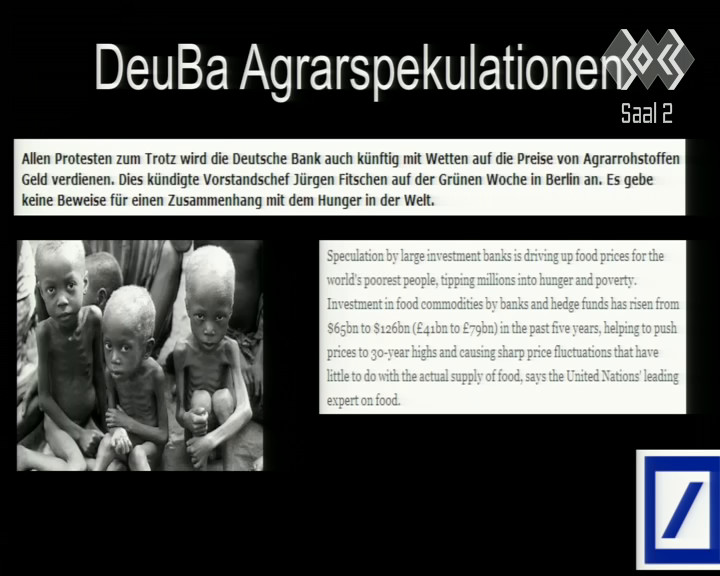 DeuBa Agrarspekulationen
Saal 2
Allen Protesten zum Trotz wird die Deutsche Bank auch künftig mit Wetten auf die Preise von Agrarrohstoffen
Geld verdienen. Dies kündigte Vorstandschef Jürgen Fitschen auf der Grünen Woche in Berlin an. Es gebe
keine Beweise für einen Zusammenhang mit dem Hunger in der Welt.
Speculation by large investment banks is driving up food prices for the
world's poorest people, tipping millions into hunger and poverty.
Investment in food commodities by banks and hedge funds has risen from
$65bn to $126bn (£41bn to £79bn) in the past five years, helping to push
prices to 30-year highs and causing sharp price fluctuations that have
little to do with the actual supply of food, says the United Nations' leading
expert on food.